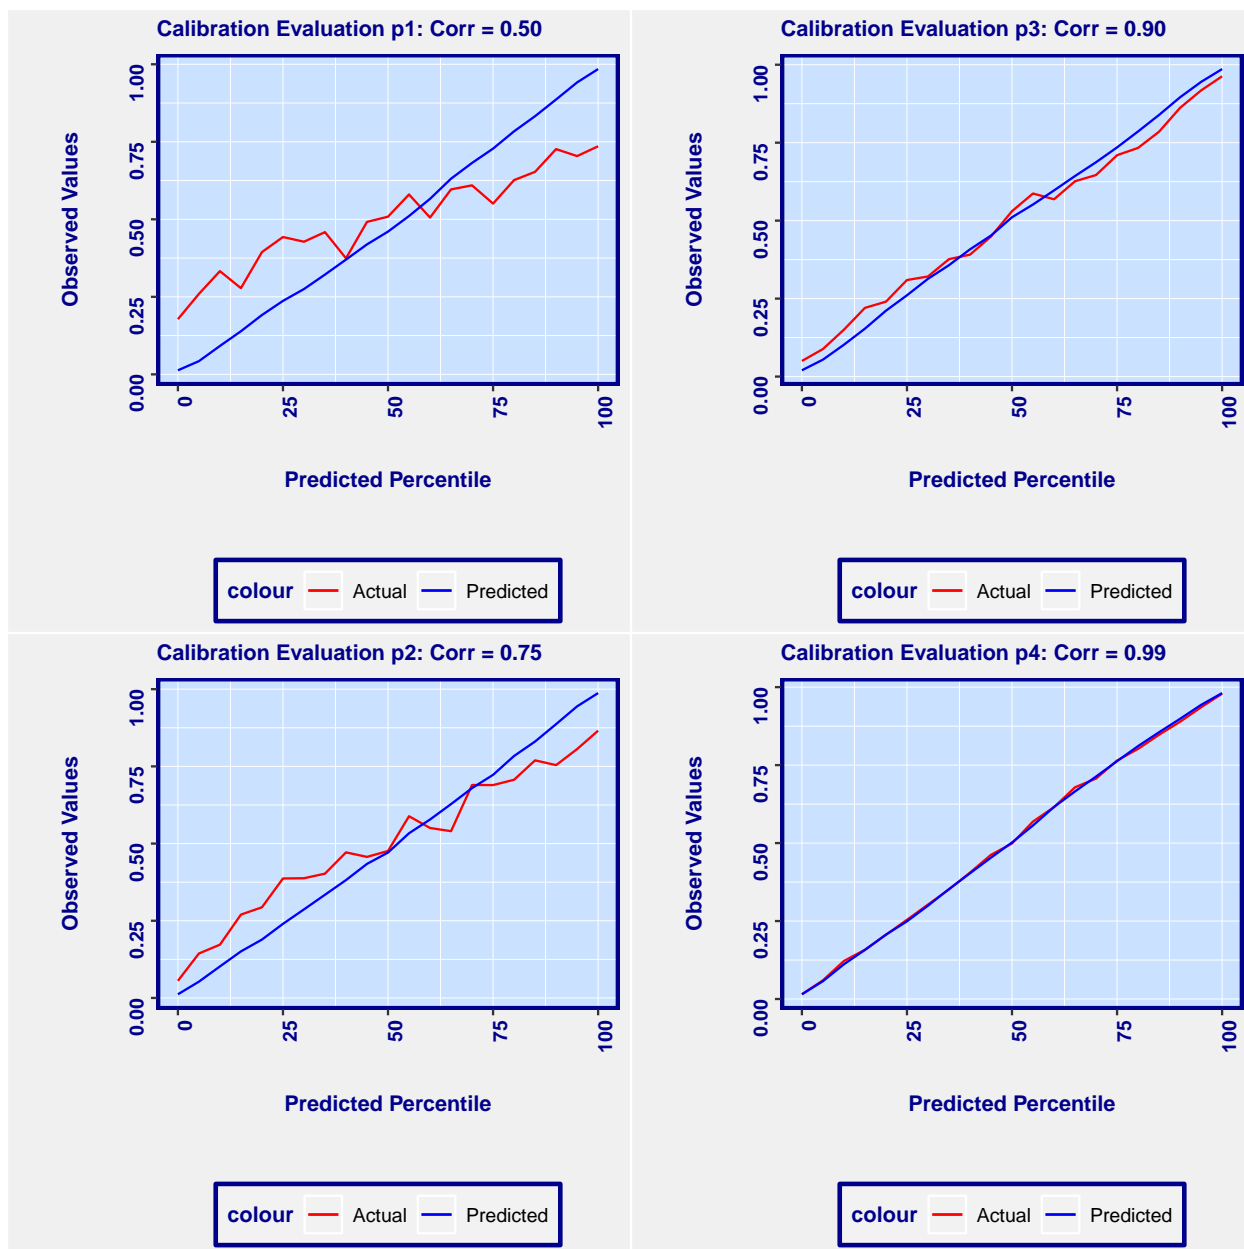 Calibration Evaluation p1: Corr = 0.50
Observed Values
1.00
0.75
0.50
0.25
0.00
0 25 50 75 100
Predicted Percentile
colour Actual Predicted
Calibration Evaluation p3: Corr = 0.90
Observed Values
1.00
0.75
0.50
0.25
0.00
0 25 50 75 100
Predicted Percentile
colour Actual Predicted
Calibration Evaluation p2: Corr = 0.75
Observed Values
1.00
0.75
0.50
0.25
0.00
0 25 50 75 100
Predicted Percentile
colour Actual Predicted
Calibration Evaluation p4: Corr = 0.99
Observed Values
1.00
0.75
0.50
0.25
0.00
0 25 50 75 100
Predicted Percentile
colour Actual Predicted